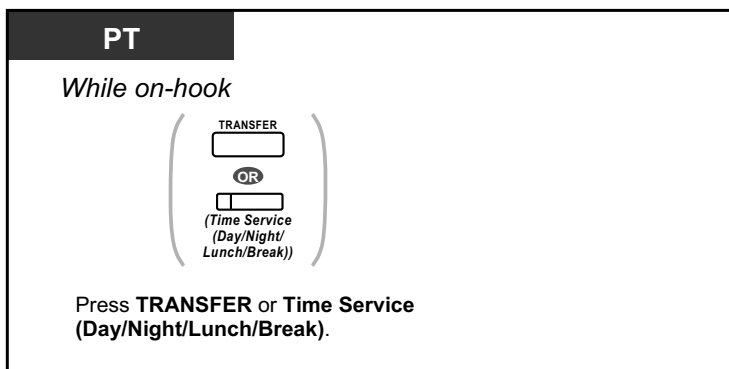 PT
While on-hook
TRANSFER
OR
(Time Service
(Day/Night/
Lunch/Break))
Press TRANSFER or Time Service
(Day/Night/Lunch/Break).